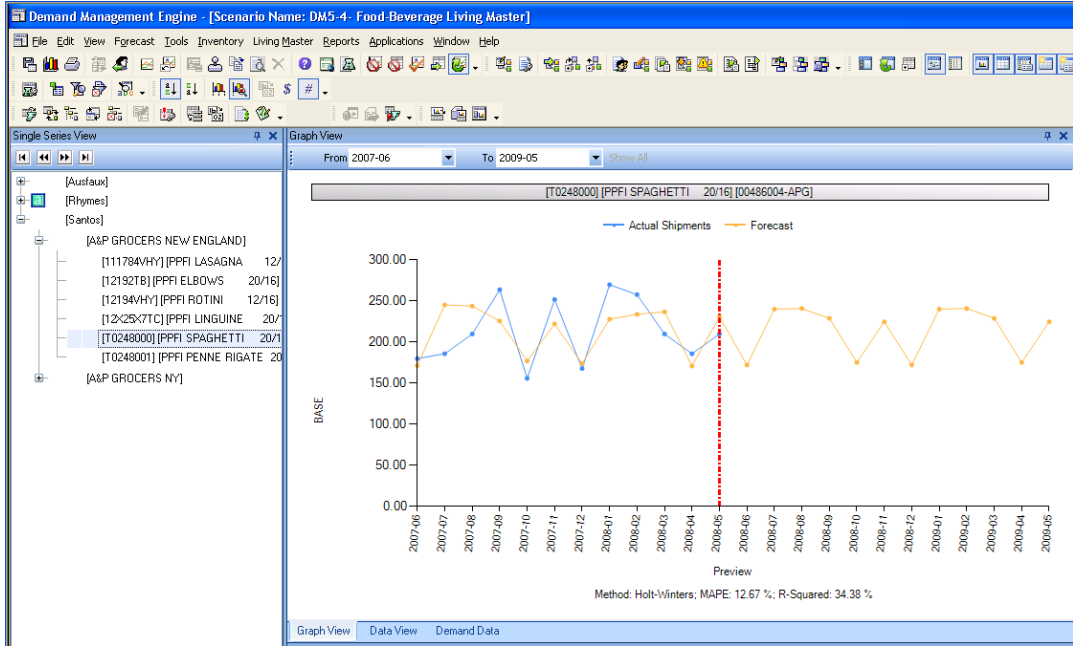 Demand Management Engine - [Scenario Name: DM5-4- Food-Beverage Living Master]
File Edit View Forecast Tools Inventory Living Master Reports Applications Window Help
$ #
Single Series View
[Ausfaux]
a [Rhymes]
[Santos]
[A&P GROCERS NEW ENGLAND]
[111784VHY] [PPFI LASAGNA 12/
[12192TB] [PPFI ELBOWS 20/16]
[12194VHY] [PPFI ROTINI 12/16]
[12X25X7TC] [PPFI LINGUINE 20/1
[T0248000] [PPFI SPAGHETTI 20/1
[T0248001] [PPFI PENNE RIGATE 20
[A&P GROCERS NY]
Graph View
From 2007-06 To 2009-05 Show All
[T0248000] [PPFI SPAGHETTI 20/16] [00486004-APG]
Actual Shipments Forecast
300.00
250.00
200.00
150.00
100.00
50.00
0.00
BASE
2007-06 2007-07 2007-08 2007-09 2007-10 2007-11 2007-12 2008-01 2008-02 2008-03 2008-04 2008-05 2008-06 2008-07 2008-08 2008-09 2008-10 2008-11 2008-12 2009-01 2009-02 2009-03 2009-04 2009-05
Preview
Method: Holt-Winters; MAPE: 12.67 %; R-Squared: 34.38 %
Graph View Data View Demand Data